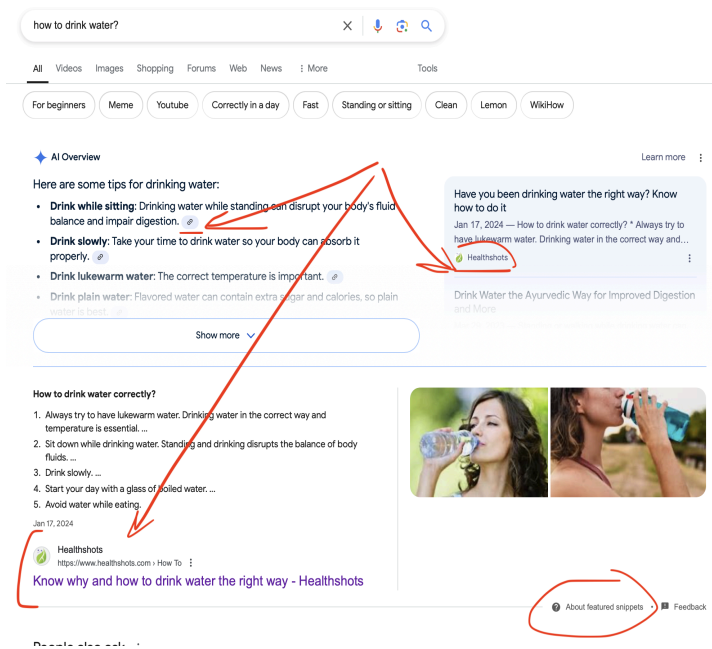 how to drink water?
All Videos Images Shopping Forums Web News ⋮ More Tools
For beginners Meme Youtube Correctly in a day Fast Standing or sitting Clean Lemon WikiHow
AI Overview
Learn more
Here are some tips for drinking water:
• Drink while sitting: Drinking water while standing can disrupt your body's fluid
balance and impair digestion.
• Drink slowly: Take your time to drink water so your body can absorb it
properly.
• Drink lukewarm water: The correct temperature is important.
• Drink plain water: Flavored water can contain extra sugar and calories, so plain
water is best.
Show more
Have you been drinking water the right way? Know
how to do it
Jan 17, 2024 — How to drink water correctly? * Always try to
have lukewarm water. Drinking water in the correct way and...
Healthshots
Drink Water the Ayurvedic Way for Improved Digestion
and More
How to drink water correctly?
1. Always try to have lukewarm water. Drinking water in the correct way and
temperature is essential. ...
2. Sit down while drinking water. Standing and drinking disrupts the balance of body
fluids. ...
3. Drink slowly. ...
4. Start your day with a glass of boiled water. ...
5. Avoid water while eating.
Jan 17, 2024
Healthshots
https://www.healthshots.com › How To
Know why and how to drink water the right way - Healthshots
About featured snippets • Feedback
People also ask